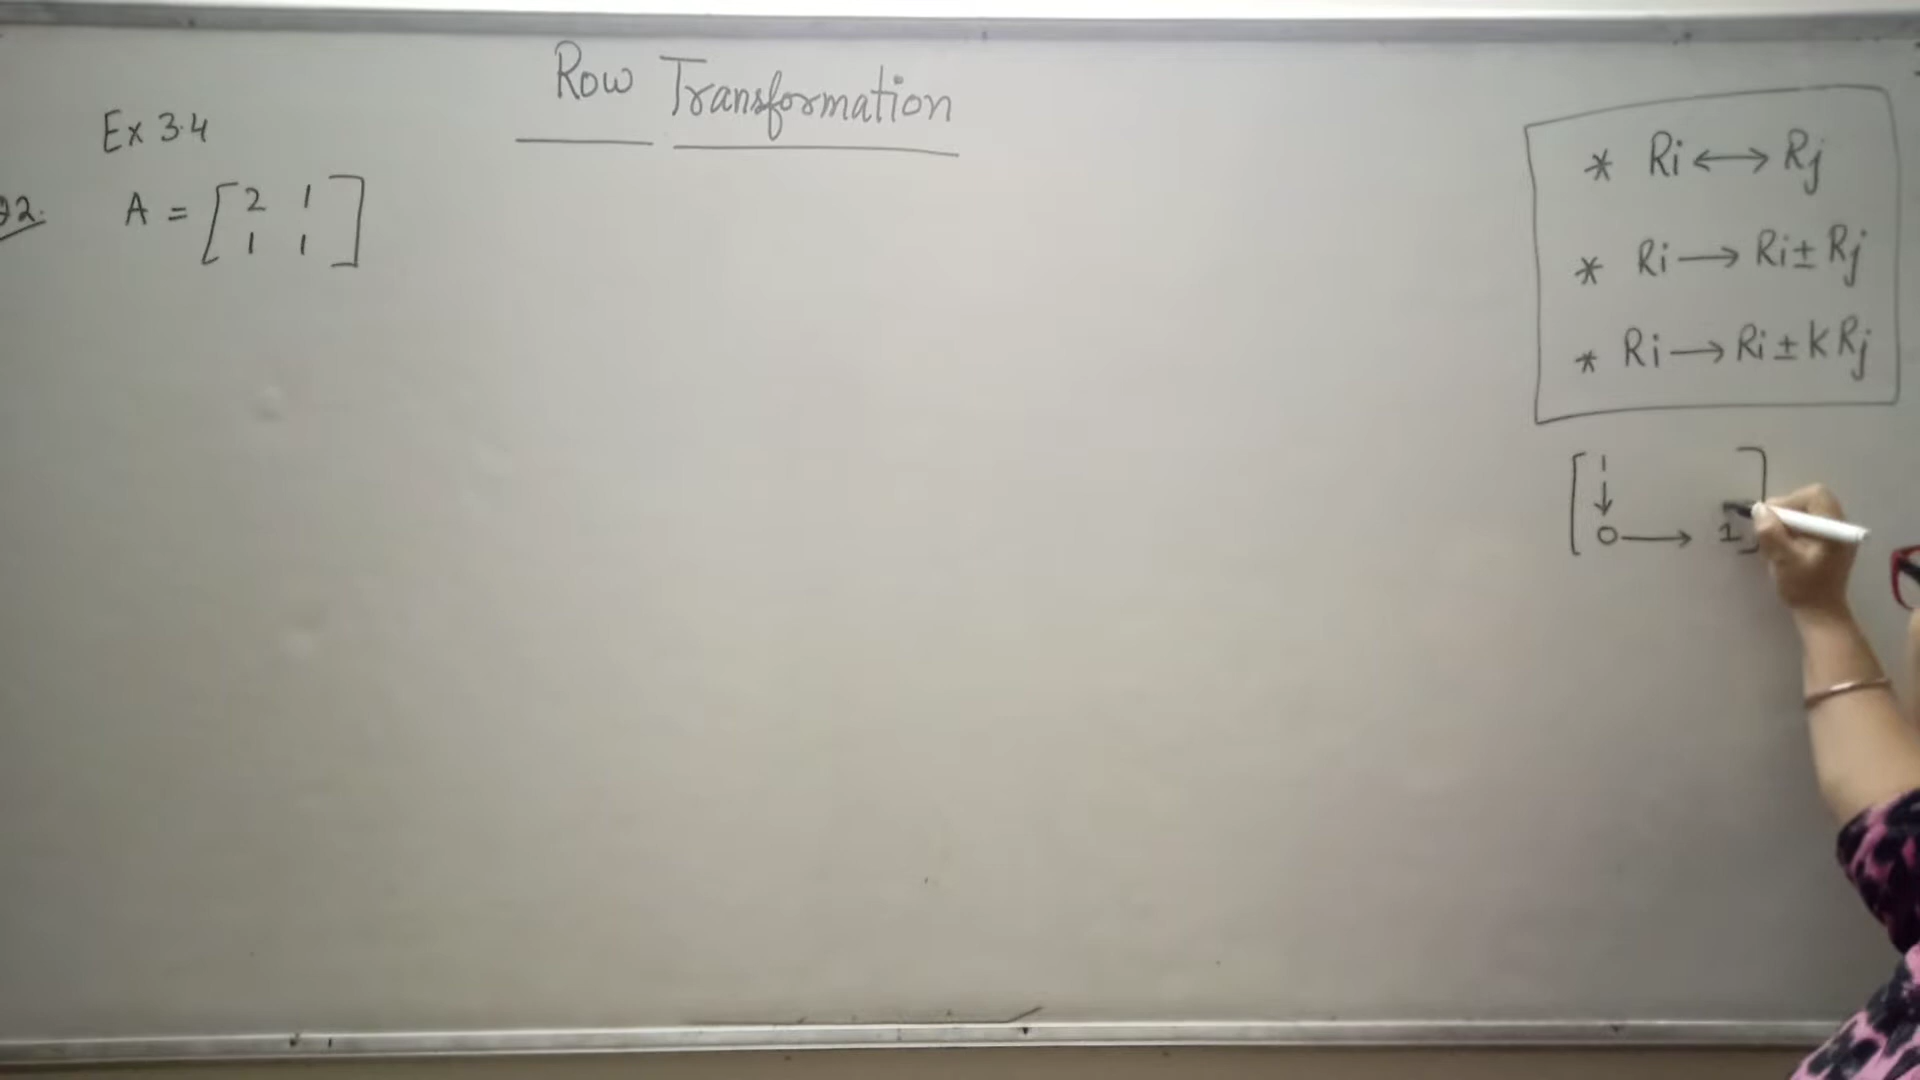 Row Transformation
Ex 3.4
A = [ 2 1
1 1 ]
* Ri ⟷ Rj
* Ri ⟶ Ri ± Rj
* Ri ⟶ Ri ± K Rj
[ 1 ]
↓
0 ⟶ 1